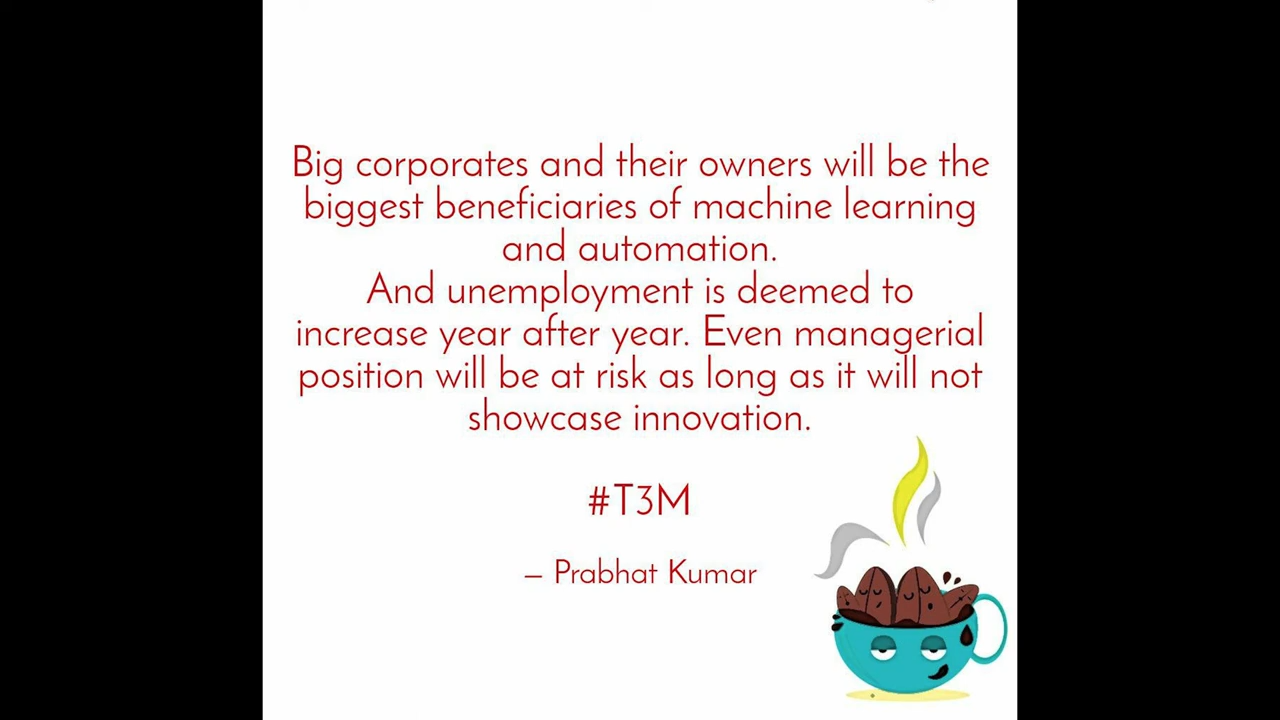 Big corporates and their owners will be the
biggest beneficiaries of machine learning
and automation.
And unemployment is deemed to
increase year after year. Even managerial
position will be at risk as long as it will not
showcase innovation.
#T3M
– Prabhat Kumar